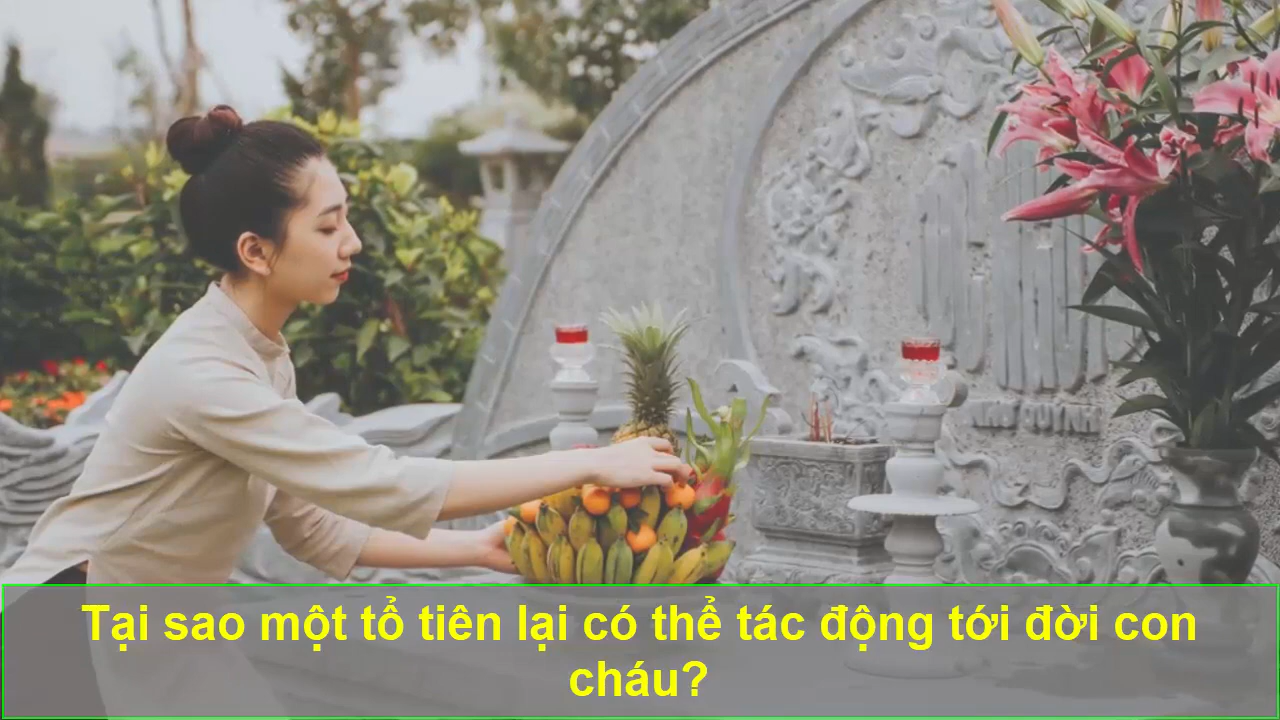 Tại sao một tổ tiên lại có thể tác động tới đời con
cháu?